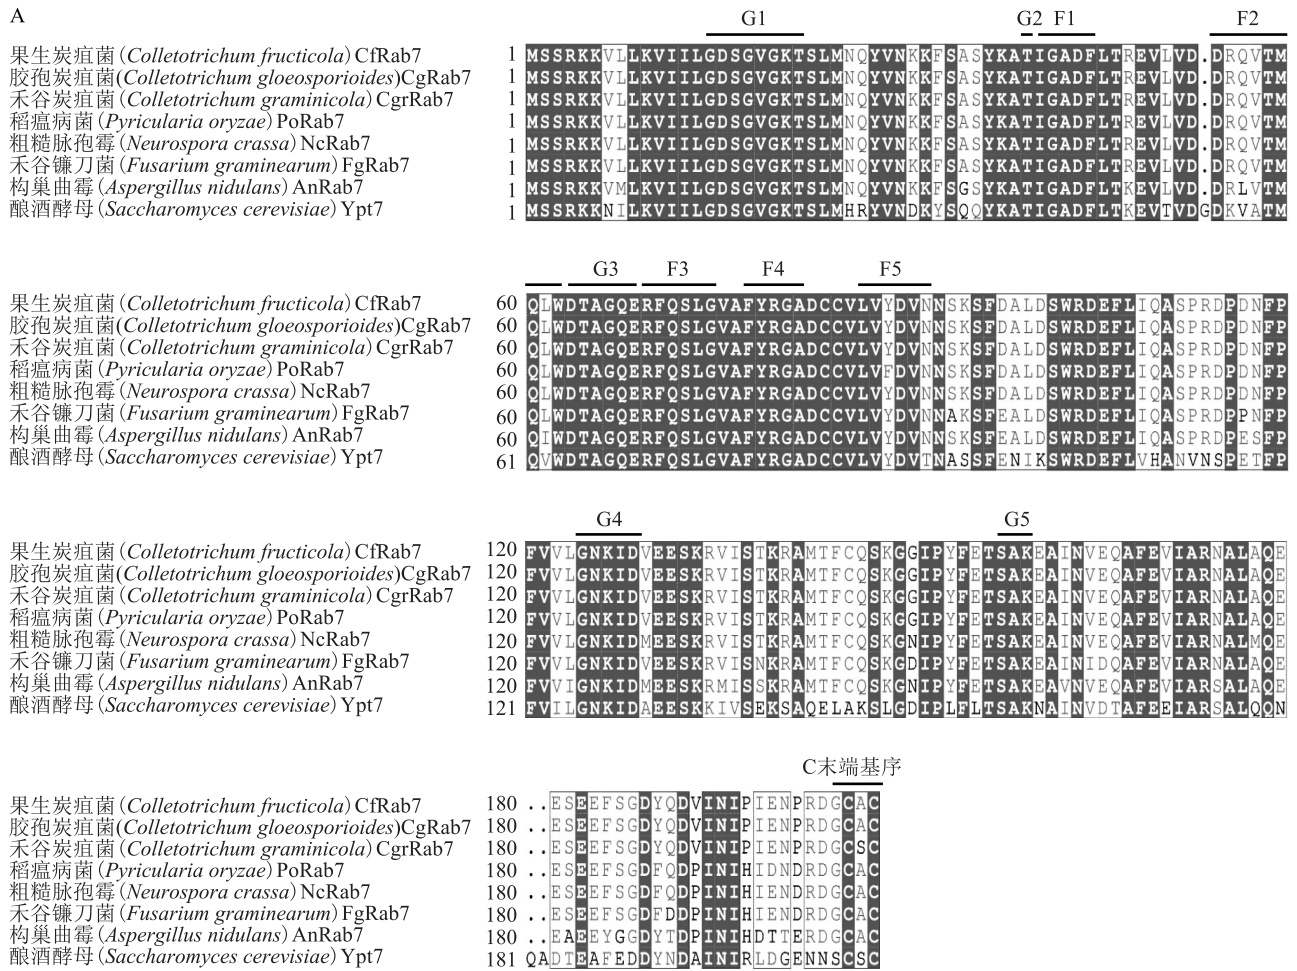 A
G1 G2 F1 F2
果生炭疽菌(Colletotrichum fructicola) CfRab7 1 MSSRKKVLLKVIILGDSGVGKTSLMNQYVNKKFSASYKATIGADFLTREVLVD.DRQVTM
胶孢炭疽菌(Colletotrichum gloeosporioides)CgRab7 1 MSSRKKVLLKVIILGDSGVGKTSLMNQYVNKKFSASYKATIGADFLTREVLVD.DRQVTM
禾谷炭疽菌(Colletotrichum graminicola) CgrRab7 1 MSSRKKVLLKVIILGDSGVGKTSLMNQYVNKKFSASYKATIGADFLTREVLVD.DRQVTM
稻瘟病菌(Pyricularia oryzae) PoRab7 1 MSSRKKVLLKVIILGDSGVGKTSLMNQYVNKKFSASYKATIGADFLTREVLVD.DRQVTM
粗糙脉孢霉(Neurospora crassa) NcRab7 1 MSSRKKVLLKVIILGDSGVGKTSLMNQYVNKKFSASYKATIGADFLTREVLVD.DRQVTM
禾谷镰刀菌(Fusarium graminearum) FgRab7 1 MSSRKKVLLKVIILGDSGVGKTSLMNQYVNKKFSASYKATIGADFLTREVLVD.DRQVTM
构巢曲霉(Aspergillus nidulans) AnRab7 1 MSSRKKVMLKVIILGDSGVGKTSLMNQYVNKKFSGSYKATIGADFLTKEVLVD.DRLVTM
酿酒酵母(Saccharomyces cerevisiae) Ypt7 1 MSSRKKNILKVIILGDSGVGKTSLMHRYVNDKYSQQYKATIGADFLTKEVTVDGDKVATM
G3 F3 F4 F5
果生炭疽菌(Colletotrichum fructicola) CfRab7 60 QLWDTAGQERFQSLGVAFYRGADCCVLVYDVNNSKSFDALDSWRDEFLIQASPRDPDNFP
胶孢炭疽菌(Colletotrichum gloeosporioides)CgRab7 60 QLWDTAGQERFQSLGVAFYRGADCCVLVYDVNNSKSFDALDSWRDEFLIQASPRDPDNFP
禾谷炭疽菌(Colletotrichum graminicola) CgrRab7 60 QLWDTAGQERFQSLGVAFYRGADCCVLVYDVNNSKSFDALDSWRDEFLIQASPRDPDNFP
稻瘟病菌(Pyricularia oryzae) PoRab7 60 QLWDTAGQERFQSLGVAFYRGADCCVLVFDVNNSKSFDALDSWRDEFLIQASPRDPDNFP
粗糙脉孢霉(Neurospora crassa) NcRab7 60 QLWDTAGQERFQSLGVAFYRGADCCVLVYDVNNSKSFDALDSWRDEFLIQASPRDPDNFP
禾谷镰刀菌(Fusarium graminearum) FgRab7 60 QLWDTAGQERFQSLGVAFYRGADCCVLVYDVNNAKSFEALDSWRDEFLIQASPRDPPNFP
构巢曲霉(Aspergillus nidulans) AnRab7 60 QIWDTAGQERFQSLGVAFYRGADCCVLVYDVNNSKSFEALDSWRDEFLIQASPRDPESFP
酿酒酵母(Saccharomyces cerevisiae) Ypt7 61 QVWDTAGQERFQSLGVAFYRGADCCVLVYDVTNASSFENIKSWRDEFLVHANVNSPETFP
G4 G5
果生炭疽菌(Colletotrichum fructicola) CfRab7 120 FVVLGNKIDVEESKRVISTKRAMTFCQSKGGIPYFETSAKEAINVEQAFEVIARNALAQE
胶孢炭疽菌(Colletotrichum gloeosporioides)CgRab7 120 FVVLGNKIDVEESKRVISTKRAMTFCQSKGGIPYFETSAKEAINVEQAFEVIARNALAQE
禾谷炭疽菌(Colletotrichum graminicola) CgrRab7 120 FVVLGNKIDVEESKRVISTKRAMTFCQSKGGIPYFETSAKEAINVEQAFEVIARNALAQE
稻瘟病菌(Pyricularia oryzae) PoRab7 120 FVVLGNKIDVEESKRVISTKRAMTFCQSKGGIPYFETSAKEAINVEQAFEVIARNALAQE
粗糙脉孢霉(Neurospora crassa) NcRab7 120 FVVLGNKIDMEESKRVISTKRAMTFCQSKGNIPYFETSAKEAINVEQAFEVIARNALMQE
禾谷镰刀菌(Fusarium graminearum) FgRab7 120 FVVLGNKIDVEESKRVISNKRAMTFCQSKGDIPYFETSAKEAINIDQAFEVIARNALAQE
构巢曲霉(Aspergillus nidulans) AnRab7 120 FVVIGNKIDMEESKRMISSKRAMTFCQSKGNIPYFETSAKEAVNVEQAFEVIARNALAQE
酿酒酵母(Saccharomyces cerevisiae) Ypt7 121 FVILGNKIDAEESKKIVSEKSAQELAKSLGDIPLFLTSAKNAINVDTAFEEIARSALQQN
C末端基序
果生炭疽菌(Colletotrichum fructicola) CfRab7 180 ..ESEEFSGDYQDVINIPIENPRDGCAC
胶孢炭疽菌(Colletotrichum gloeosporioides)CgRab7 180 ..ESEEFSGDYQDVINIPIENPRDGCAC
禾谷炭疽菌(Colletotrichum graminicola) CgrRab7 180 ..ESEEFSGDYQDVINIPIENPRDGCSC
稻瘟病菌(Pyricularia oryzae) PoRab7 180 ..ESEEFSGDFQDPINIHIDNDRDGCAC
粗糙脉孢霉(Neurospora crassa) NcRab7 180 ..ESEEFSGDFQDPINIHIENDRDGCAC
禾谷镰刀菌(Fusarium graminearum) FgRab7 180 ..ESEEFSGDFDDPINIHIENDRDGCAC
构巢曲霉(Aspergillus nidulans) AnRab7 180 ..EAEEYGGDYTDPINIHDTTERDGCAC
酿酒酵母(Saccharomyces cerevisiae) Ypt7 181 QADTEAFEDDYNDAINIRLDGENNSCSC